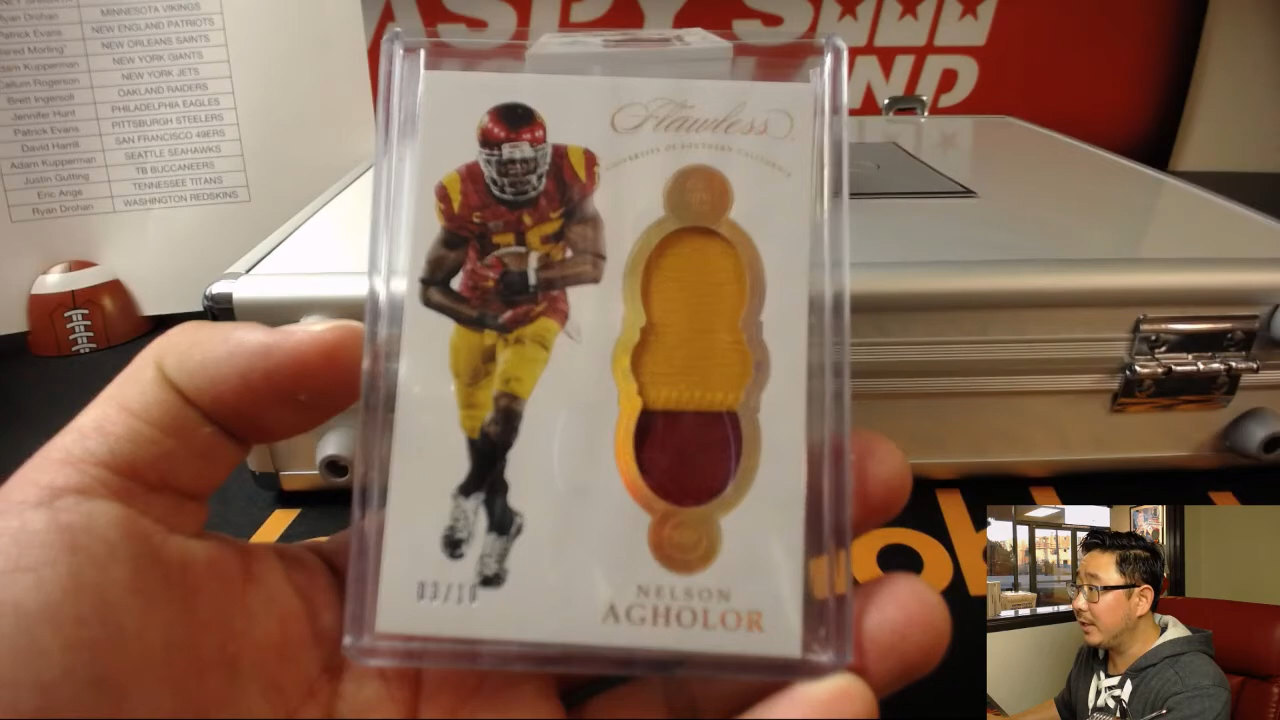 Ryan Drohan MINNESOTA VIKINGS
Patrick Evans NEW ENGLAND PATRIOTS
Jared Morling* NEW ORLEANS SAINTS
Adam Kupperman NEW YORK GIANTS
Callum Rogerson NEW YORK JETS
Brett Ingersoll OAKLAND RAIDERS
Jennifer Hunt PHILADELPHIA EAGLES
Patrick Evans PITTSBURGH STEELERS
David Harrill SAN FRANCISCO 49ERS
Adam Kupperman SEATTLE SEAHAWKS
Justin Gutting TB BUCCANEERS
Eric Ange TENNESSEE TITANS
Ryan Drohan WASHINGTON REDSKINS
Flawless
UNIVERSITY OF SOUTHERN CALIFORNIA
15
03/10
NELSON
AGHOLOR